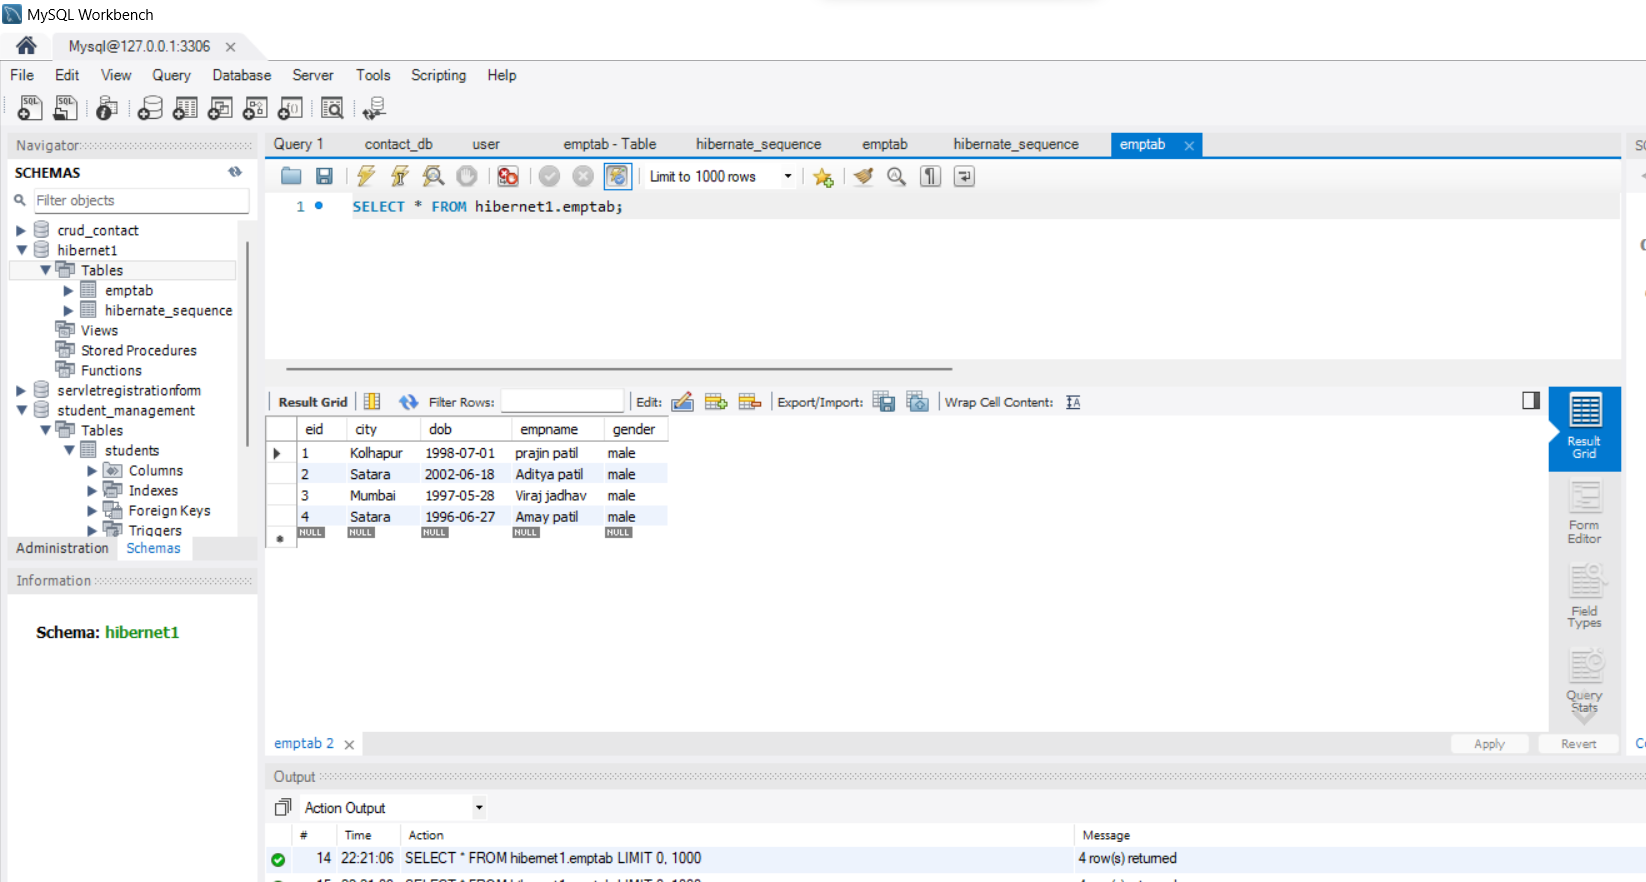 MySQL Workbench
Mysql@127.0.0.1:3306
File Edit View Query Database Server Tools Scripting Help
Navigator
SCHEMAS
Filter objects
crud_contact
hibernet1
Tables
emptab
hibernate_sequence
Views
Stored Procedures
Functions
servletregistrationform
student_management
Tables
students
Columns
Indexes
Foreign Keys
Triggers
Administration Schemas
Information
Schema: hibernet1
Query 1 contact_db user emptab - Table hibernate_sequence emptab hibernate_sequence emptab
Limit to 1000 rows
1 SELECT * FROM hibernet1.emptab;
Result Grid Filter Rows: Edit: Export/Import: Wrap Cell Content:
eid city dob empname gender
1 Kolhapur 1998-07-01 prajin patil male
2 Satara 2002-06-18 Aditya patil male
3 Mumbai 1997-05-28 Viraj jadhav male
4 Satara 1996-06-27 Amay patil male
NULL NULL NULL NULL NULL
Result
Grid
Form
Editor
Field
Types
Query
Stats
emptab 2
Apply Revert
Output
Action Output
# Time Action Message
14 22:21:06 SELECT * FROM hibernet1.emptab LIMIT 0, 1000 4 row(s) returned